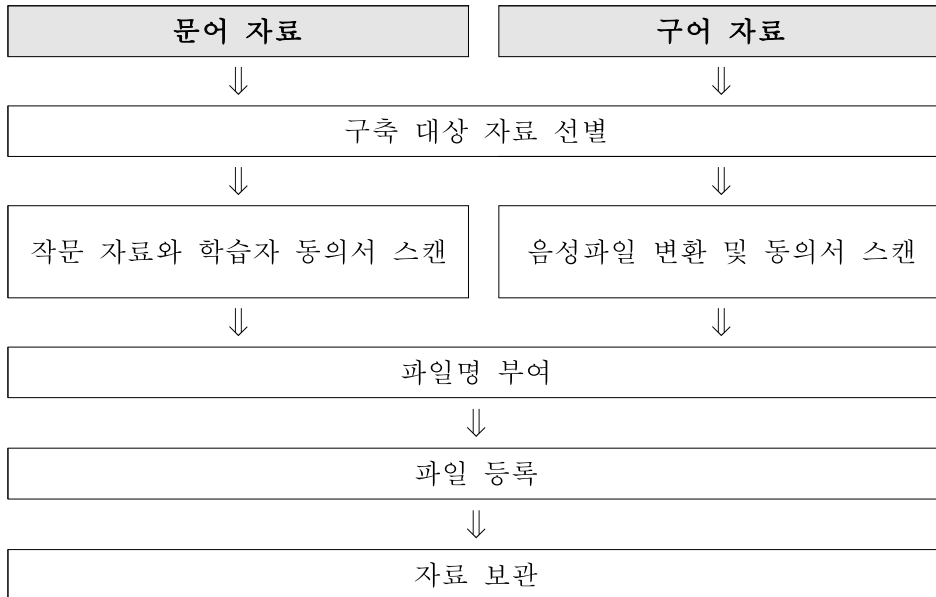 문어 자료
구어 자료
⇓
⇓
구축 대상 자료 선별
⇓
⇓
작문 자료와 학습자 동의서 스캔
음성파일 변환 및 동의서 스캔
⇓
⇓
파일명 부여
⇓
파일 등록
⇓
자료 보관